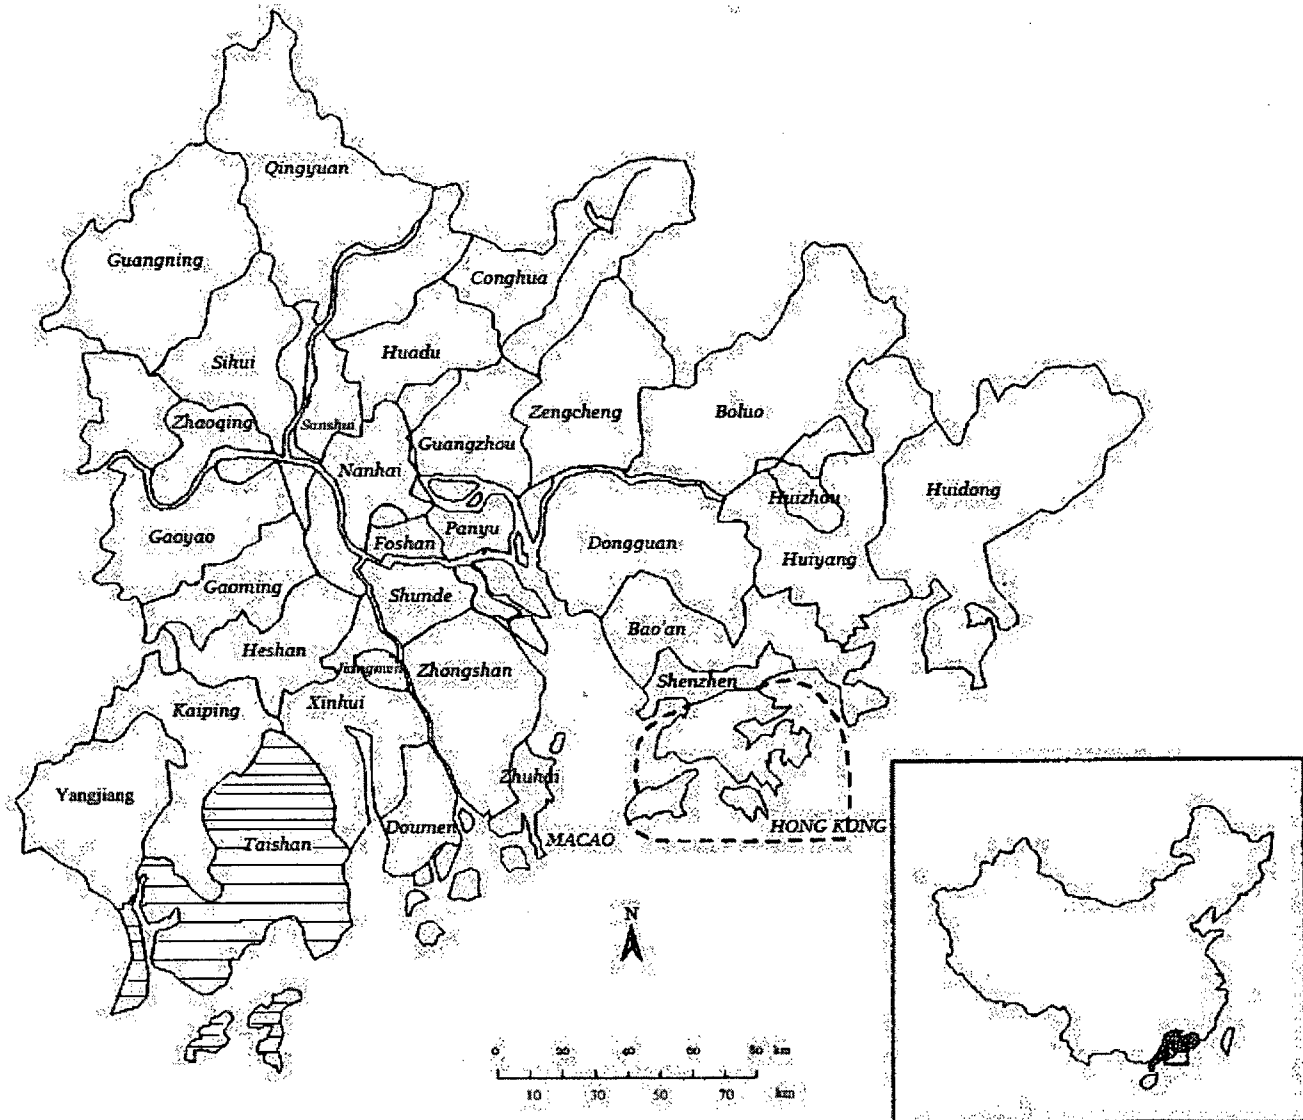 Qingyuan
Guangning
Conghua
Sihui
Huadu
Zhaoqing
Sanshui
Zengcheng
Boluo
Guangzhou
Nanhai
Huizhou
Huidong
Gaoyao
Foshan
Panyu
Dongguan
Huiyang
Gaoming
Shunde
Bao'an
Heshan
Jiangmen
Zhongshan
Shenzhen
Kaiping
Xinhui
Yangjiang
Zhuhai
Doumen
MACAO
HONG KONG
Taishan
N
0 20 40 60 80 km
10 30 50 70 km